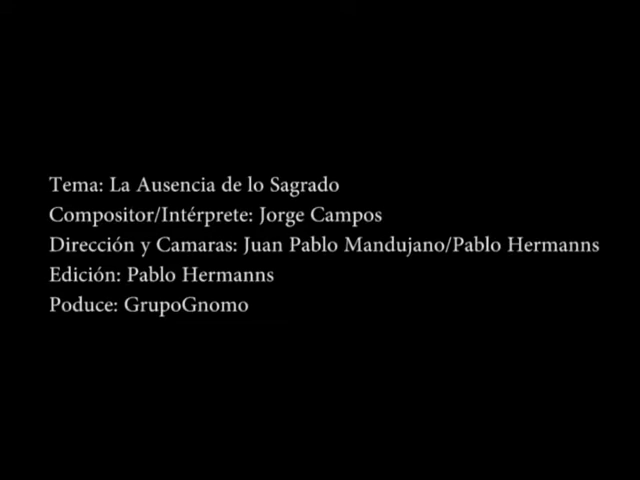 Tema: La Ausencia de lo Sagrado
Compositor/Intérprete: Jorge Campos
Dirección y Camaras: Juan Pablo Mandujano/Pablo Hermanns
Edición: Pablo Hermanns
Poduce: GrupoGnomo